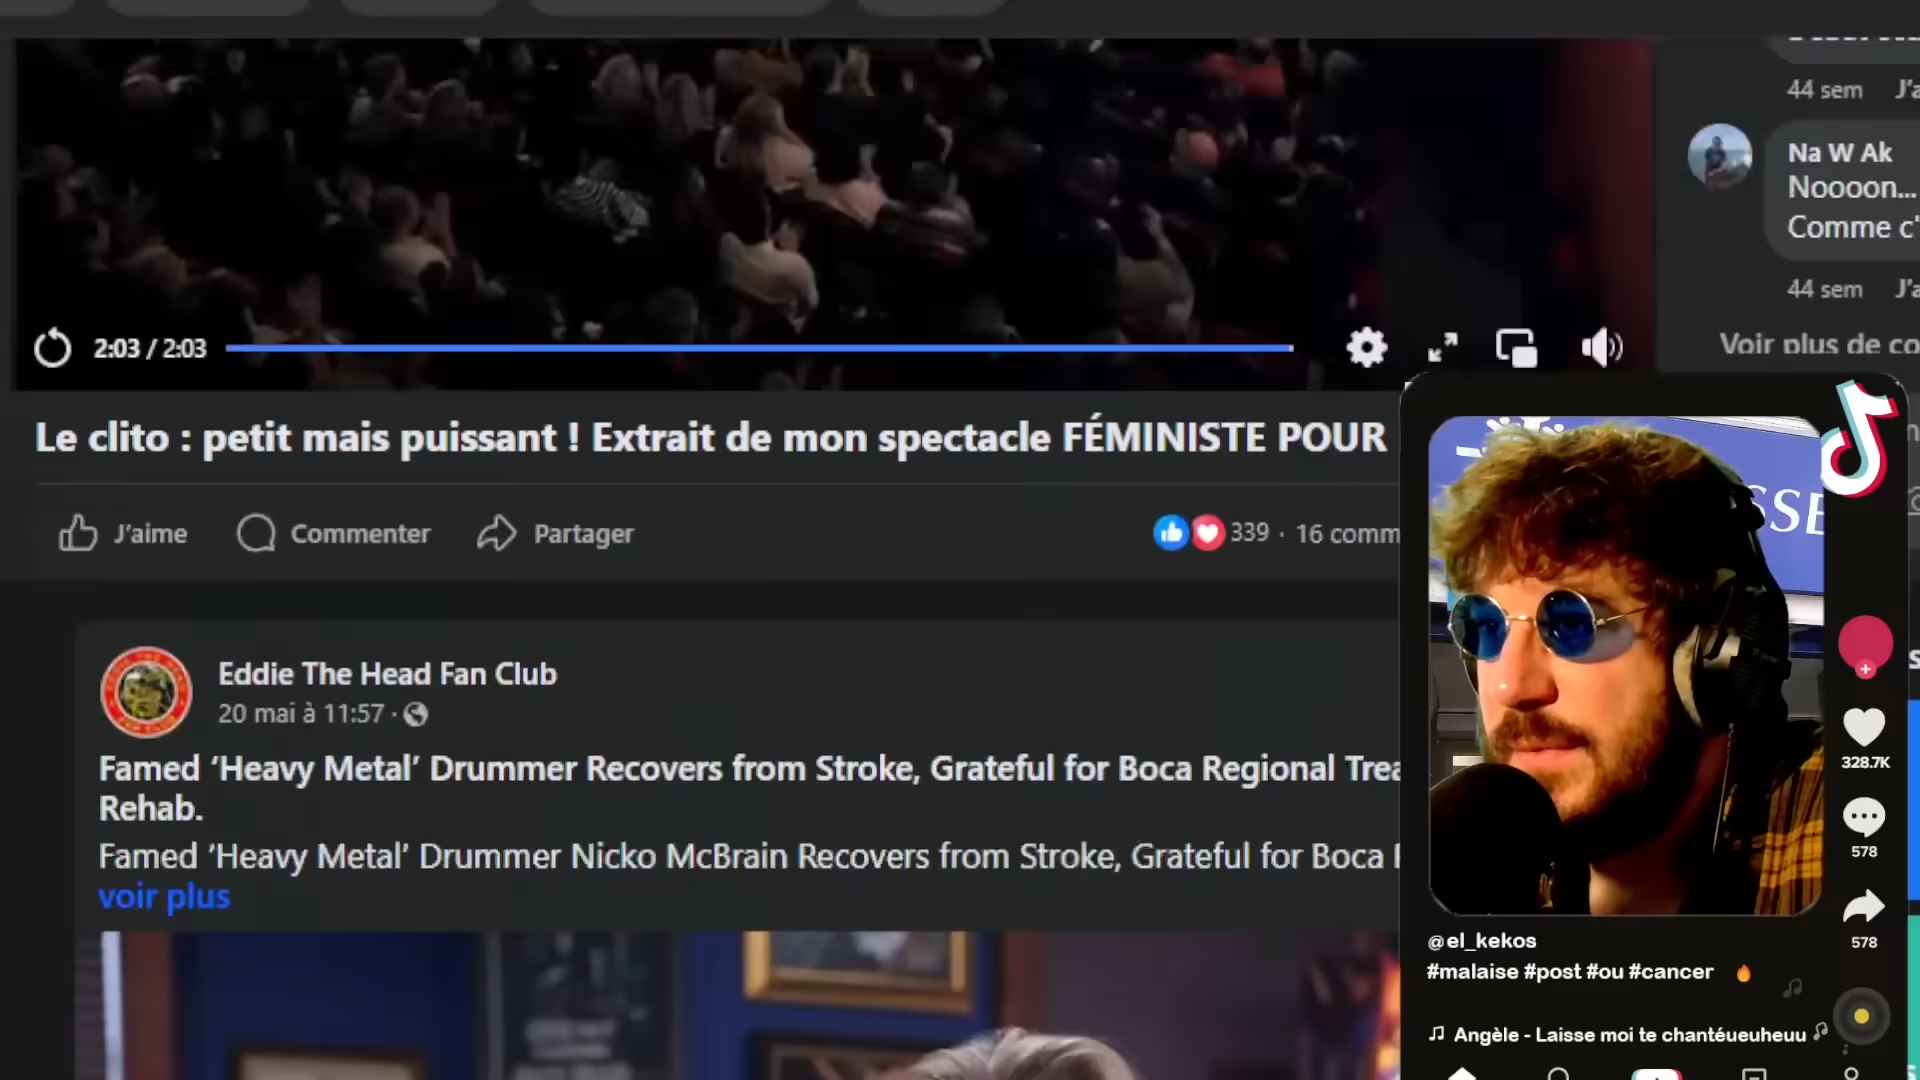 44 sem
Na W Ak
Noooon...
Comme c'
44 sem
Voir plus de co
2:03 / 2:03
Le clito : petit mais puissant ! Extrait de mon spectacle FÉMINISTE POUR
J'aime
Commenter
Partager
339 · 16 comm
Eddie The Head Fan Club
20 mai à 11:57 ·
Famed ‘Heavy Metal’ Drummer Recovers from Stroke, Grateful for Boca Regional Trea
Rehab.
Famed ‘Heavy Metal’ Drummer Nicko McBrain Recovers from Stroke, Grateful for Boca
voir plus
SSE
328.7K
578
578
@el_kekos
#malaise #post #ou #cancer
Angèle - Laisse moi te chantéueuheuu